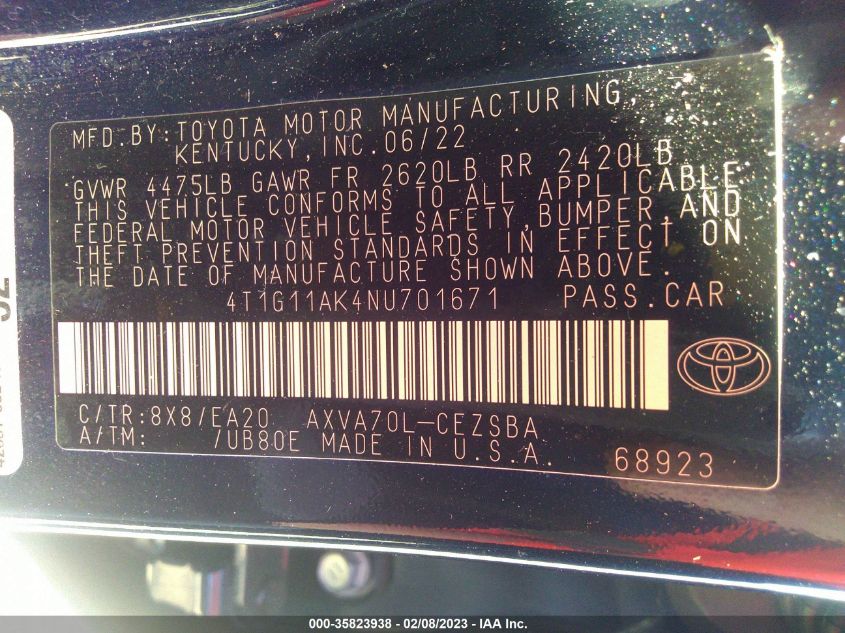 MFD.BY:TOYOTA MOTOR MANUFACTURING,
KENTUCKY,INC.06/22
GVWR 4475LB GAWR FR 2620LB RR 2420LB
THIS VEHICLE CONFORMS TO ALL APPLICABLE
FEDERAL MOTOR VEHICLE SAFETY,BUMPER,AND
THEFT PREVENTION STANDARDS IN EFFECT ON
THE DATE OF MANUFACTURE SHOWN ABOVE.
4T1G11AK4NU701671 PASS.CAR
C/TR:8X8/EA20 AXVA70L-CEZSBA
A/TM: /UB80E MADE IN U.S.A. 68923
000-35823938 - 02/08/2023 - IAA Inc.